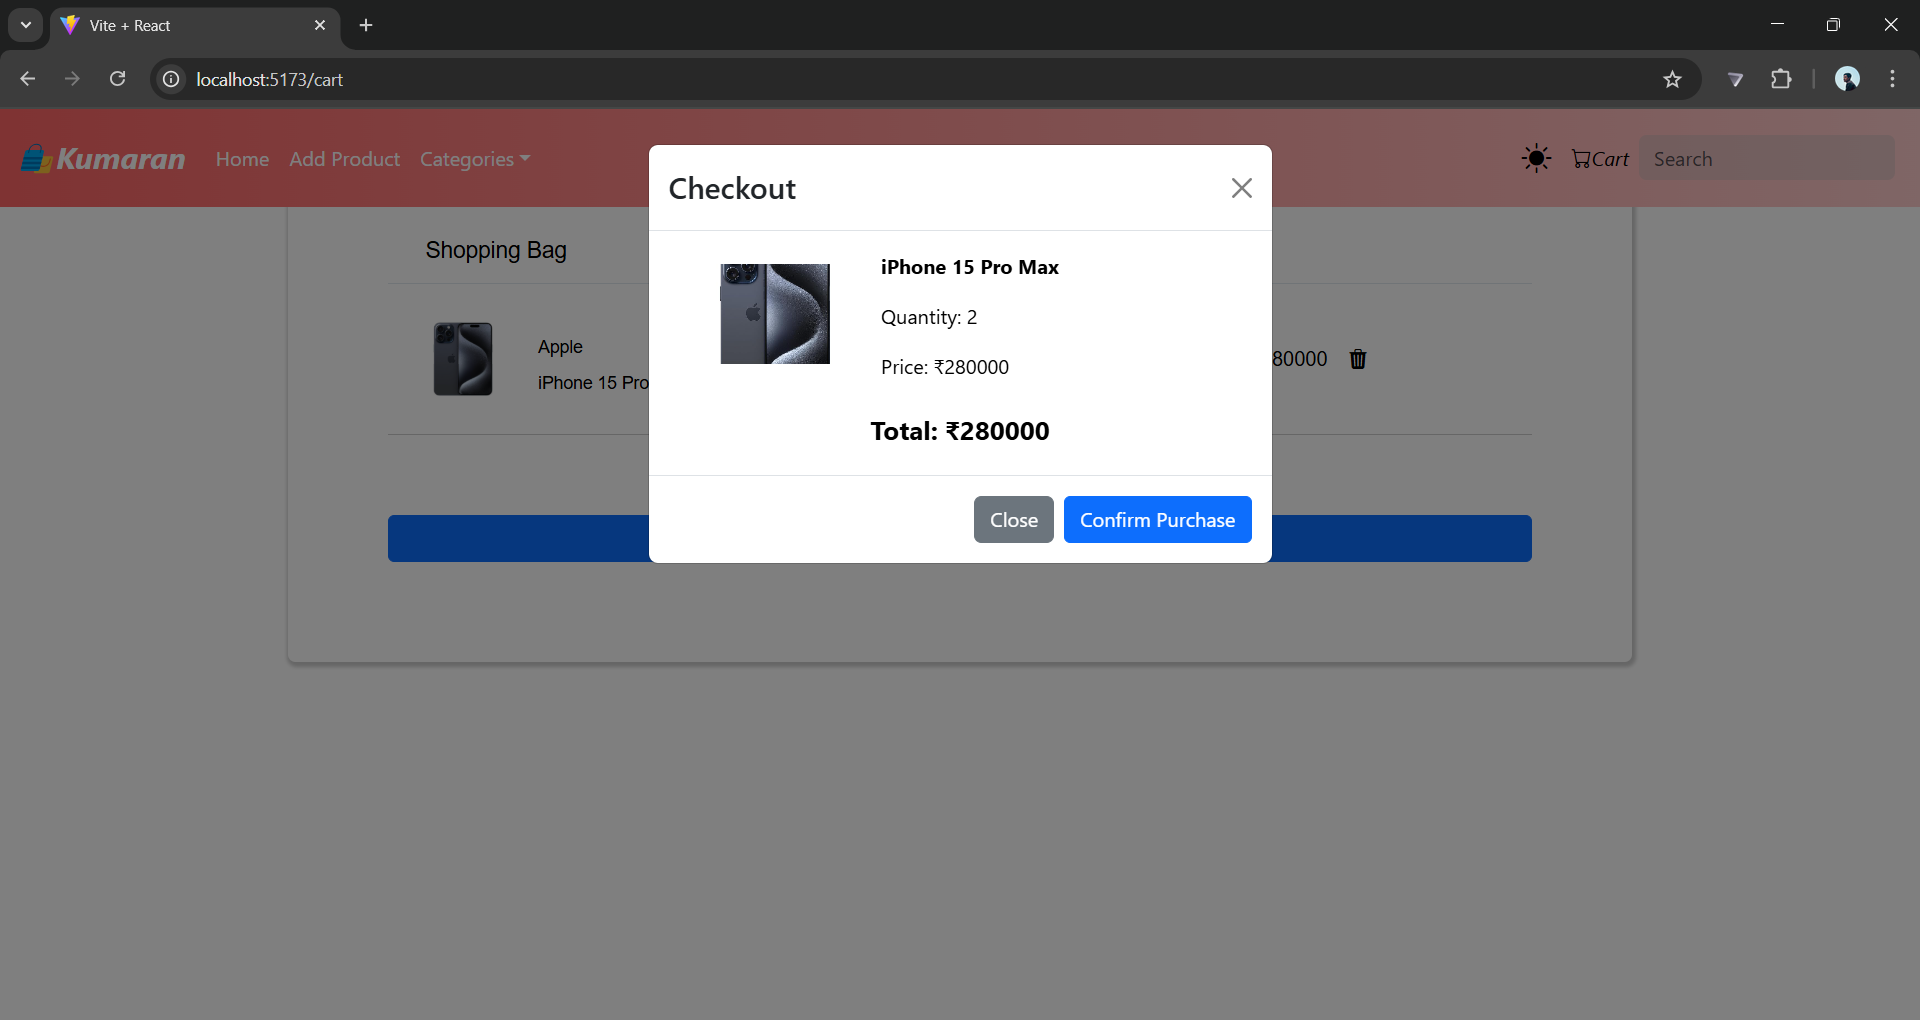 Vite + React
localhost:5173/cart
Kumaran
Home
Add Product
Categories
Cart
Search
Checkout
Shopping Bag
iPhone 15 Pro Max
Quantity: 2
Price: ₹280000
Apple
iPhone 15 Pro
80000
Total: ₹280000
Close
Confirm Purchase